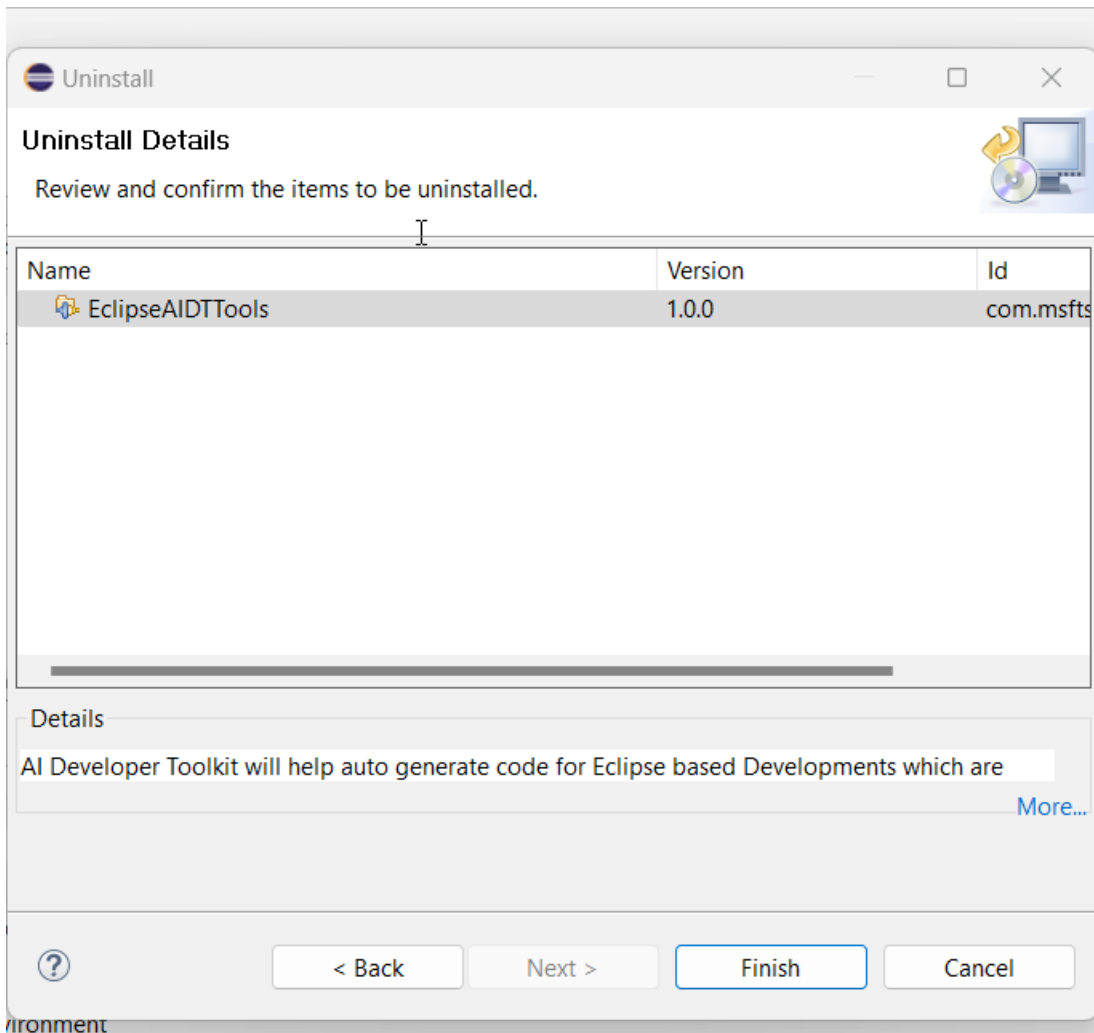 Uninstall
Uninstall Details
Review and confirm the items to be uninstalled.
Name Version Id
EclipseAIDTTools 1.0.0 com.msfts
Details
AI Developer Toolkit will help auto generate code for Eclipse based Developments which are
More...
? < Back Next > Finish Cancel
vironment